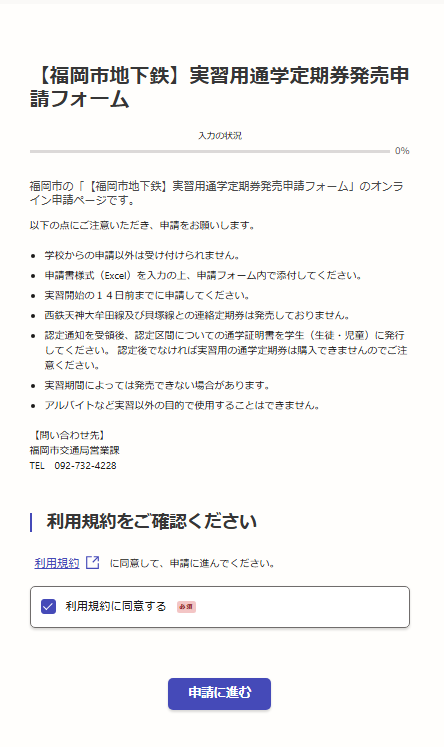 【福岡市地下鉄】実習用通学定期券発売申
請フォーム
入力の状況
0%
福岡市の「【福岡市地下鉄】実習用通学定期券発売申請フォーム」のオンラ
イン申請ページです。
以下の点にご注意いただき、申請をお願いします。
• 学校からの申請以外は受け付けられません。
• 申請書様式（Excel）を入力の上、申請フォーム内で添付してください。
• 実習開始の１４日前までに申請してください。
• 西鉄天神大牟田線及び貝塚線との連絡定期券は発売しておりません。
• 認定通知を受領後、認定区間についての通学証明書を学生（生徒・児童）に発行
してください。 認定後でなければ実習用の通学定期券は購入できませんのでご注
意ください。
• 実習期間によっては発売できない場合があります。
• アルバイトなど実習以外の目的で使用することはできません。
【問い合わせ先】
福岡市交通局営業課
TEL　092-732-4228
利用規約をご確認ください
利用規約 に同意して、申請に進んでください。
利用規約に同意する 必須
申請に進む